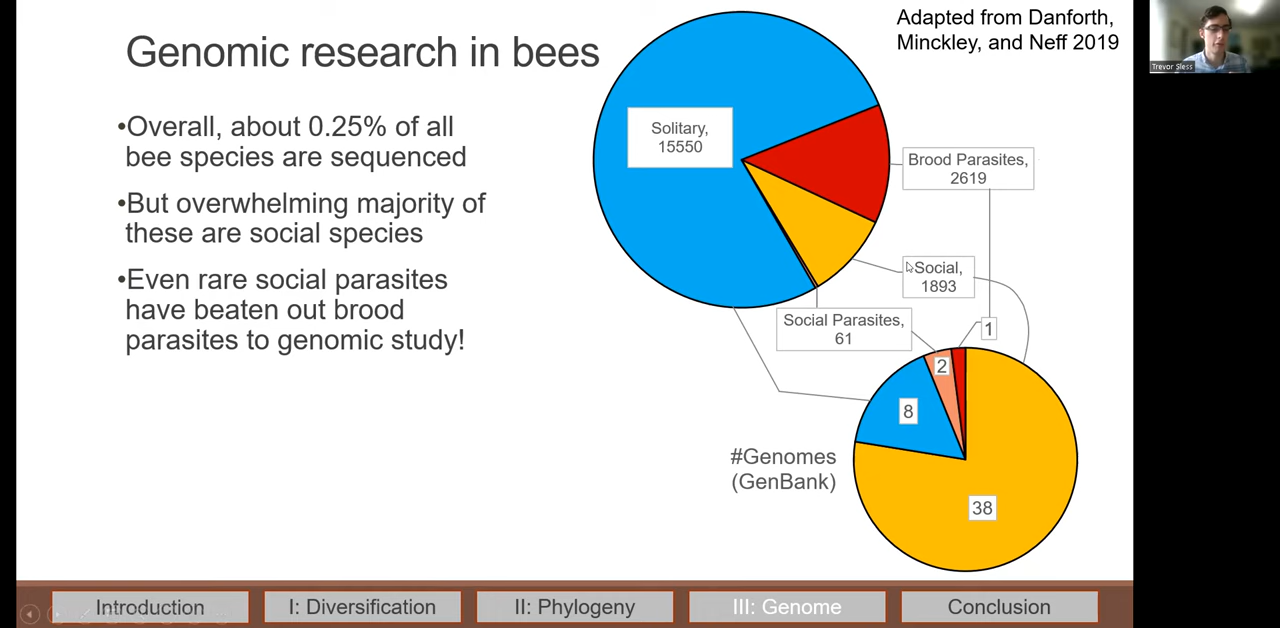 Genomic research in bees
•Overall, about 0.25% of all
bee species are sequenced
•But overwhelming majority of
these are social species
•Even rare social parasites
have beaten out brood
parasites to genomic study!
Adapted from Danforth,
Minckley, and Neff 2019
Trevor Sless
Solitary,
15550
Brood Parasites,
2619
Social,
1893
Social Parasites,
61
1
2
8
38
#Genomes
(GenBank)
Introduction
I: Diversification
II: Phylogeny
III: Genome
Conclusion